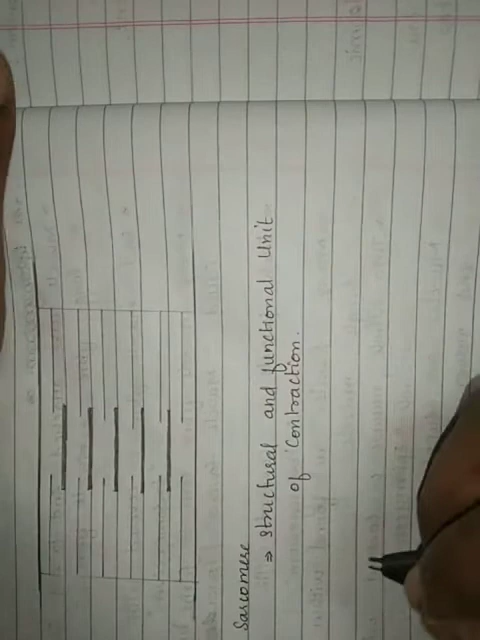 Sarcomere
⇒ structural and functional Unit
of Contraction.